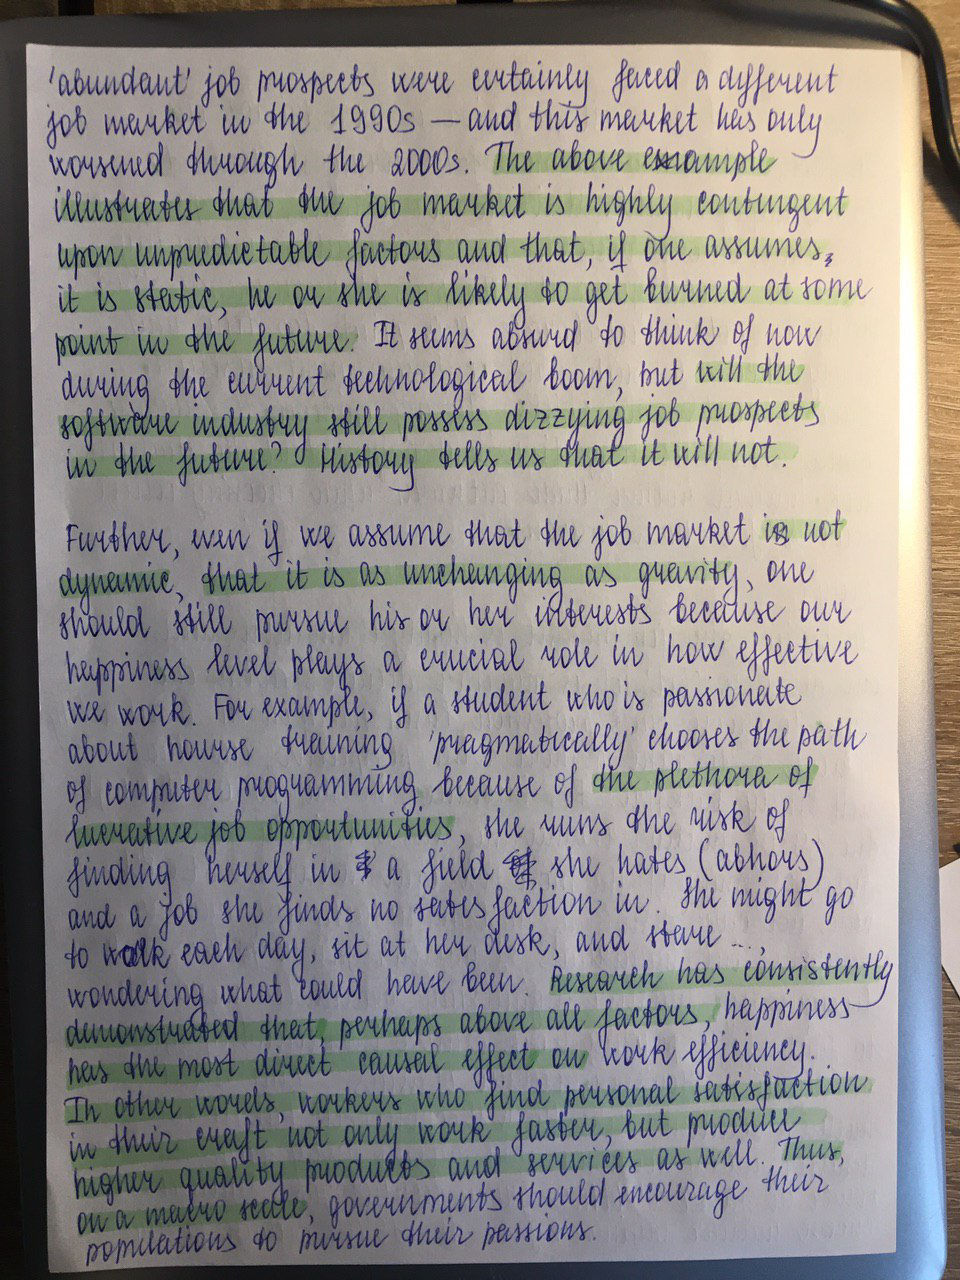 'abundant' job prospects were certainly faced a different
job market in the 1990s — and this market has only
worsened through the 2000s. The above example
illustrates that the job market is highly contingent
upon unpredictable factors and that, if one assumes,
it is static, he or she is likely to get burned at some
point in the future. It seems absurd to think of now
during the current technological boom, but will the
software industry still possess dizzying job prospects
in the future? History tells us that it will not.
Further, even if we assume that the job market is not
dynamic, that it is as unchanging as gravity, one
should still pursue his or her interests because our
happiness level plays a crucial role in how effective
we work. For example, if a student who is passionate
about hourse training 'pragmatically' chooses the path
of computer programming because of the plethora of
lucrative job opportunities, she runs the risk of
finding herself in a field she hates (abhors)
and a job she finds no satisfaction in. She might go
to work each day, sit at her desk, and stare ...,
wondering what could have been. Research has consistently
demonstrated that, perhaps above all factors, happiness
has the most direct causal effect on work efficiency.
In other words, workers who find personal satisfaction
in their craft not only work faster, but produce
higher quality products and services as well. Thus,
on a macro scale, governments should encourage their
populations to pursue their passions.